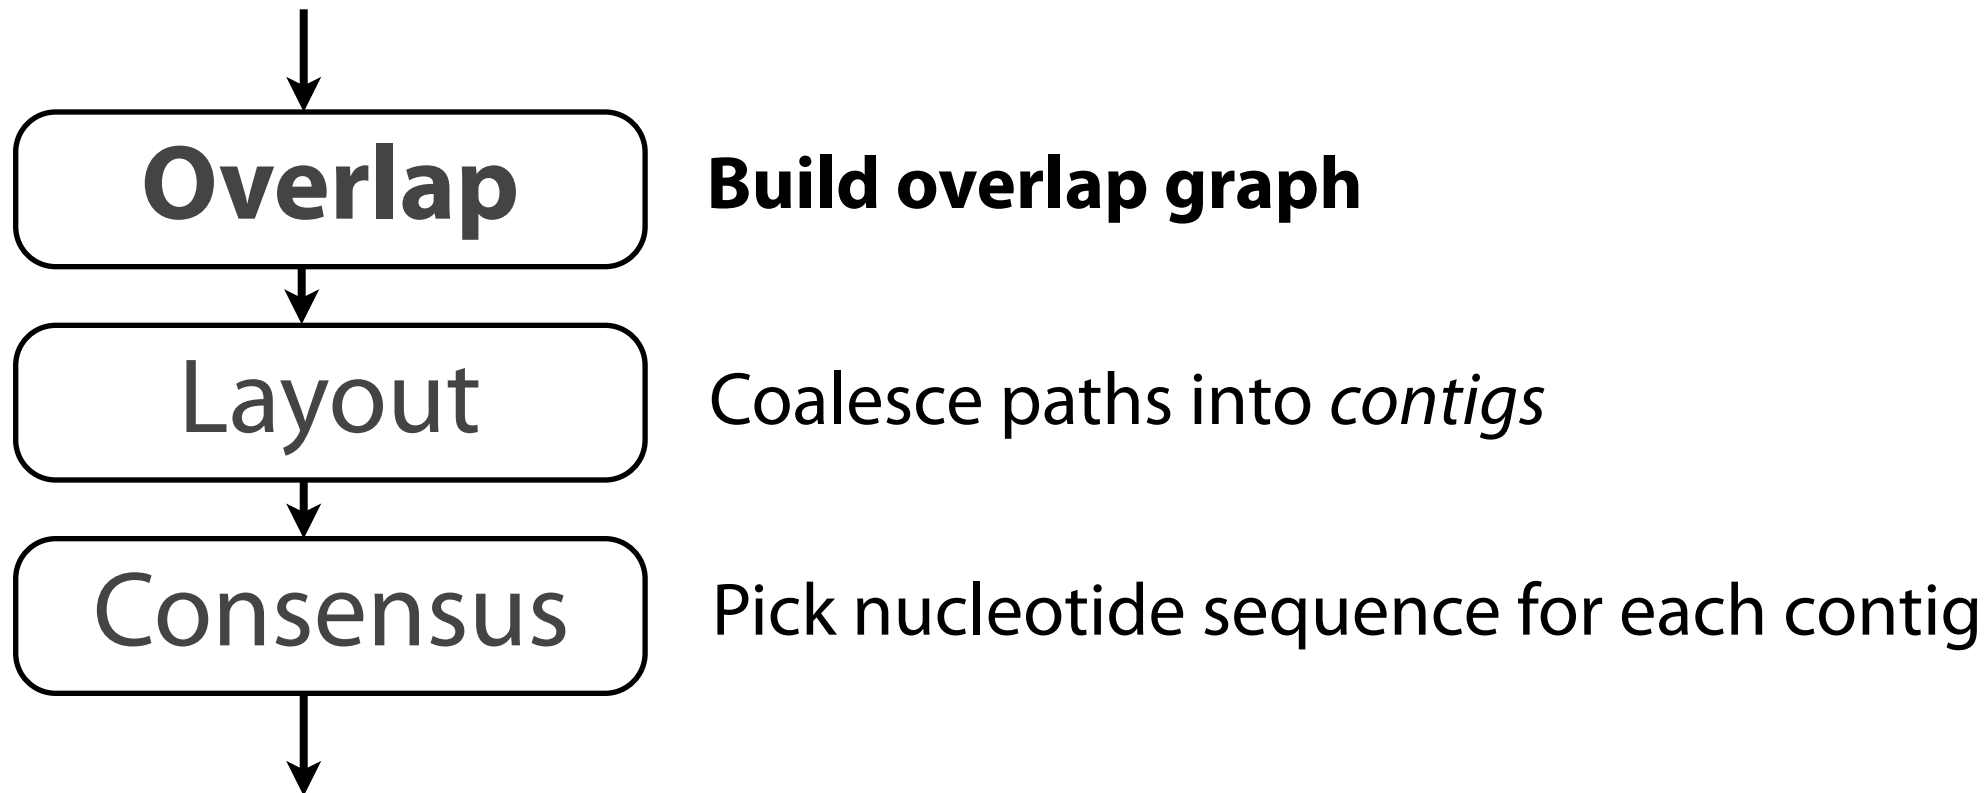 Overlap
Build overlap graph
Layout
Coalesce paths into contigs
Consensus
Pick nucleotide sequence for each contig